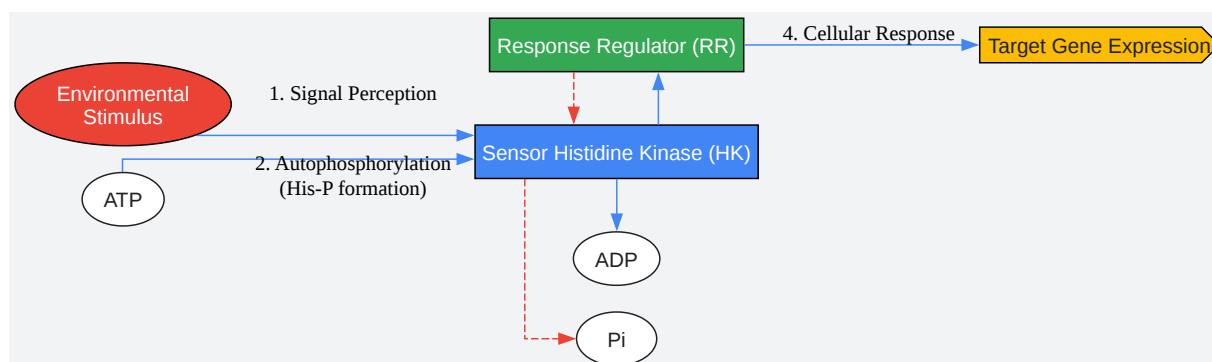 Response Regulator (RR)
4. Cellular Response
Target Gene Expression
Environmental
Stimulus
1. Signal Perception
Sensor Histidine Kinase (HK)
2. Autophosphorylation
(His-P formation)
ATP
ADP
Pi